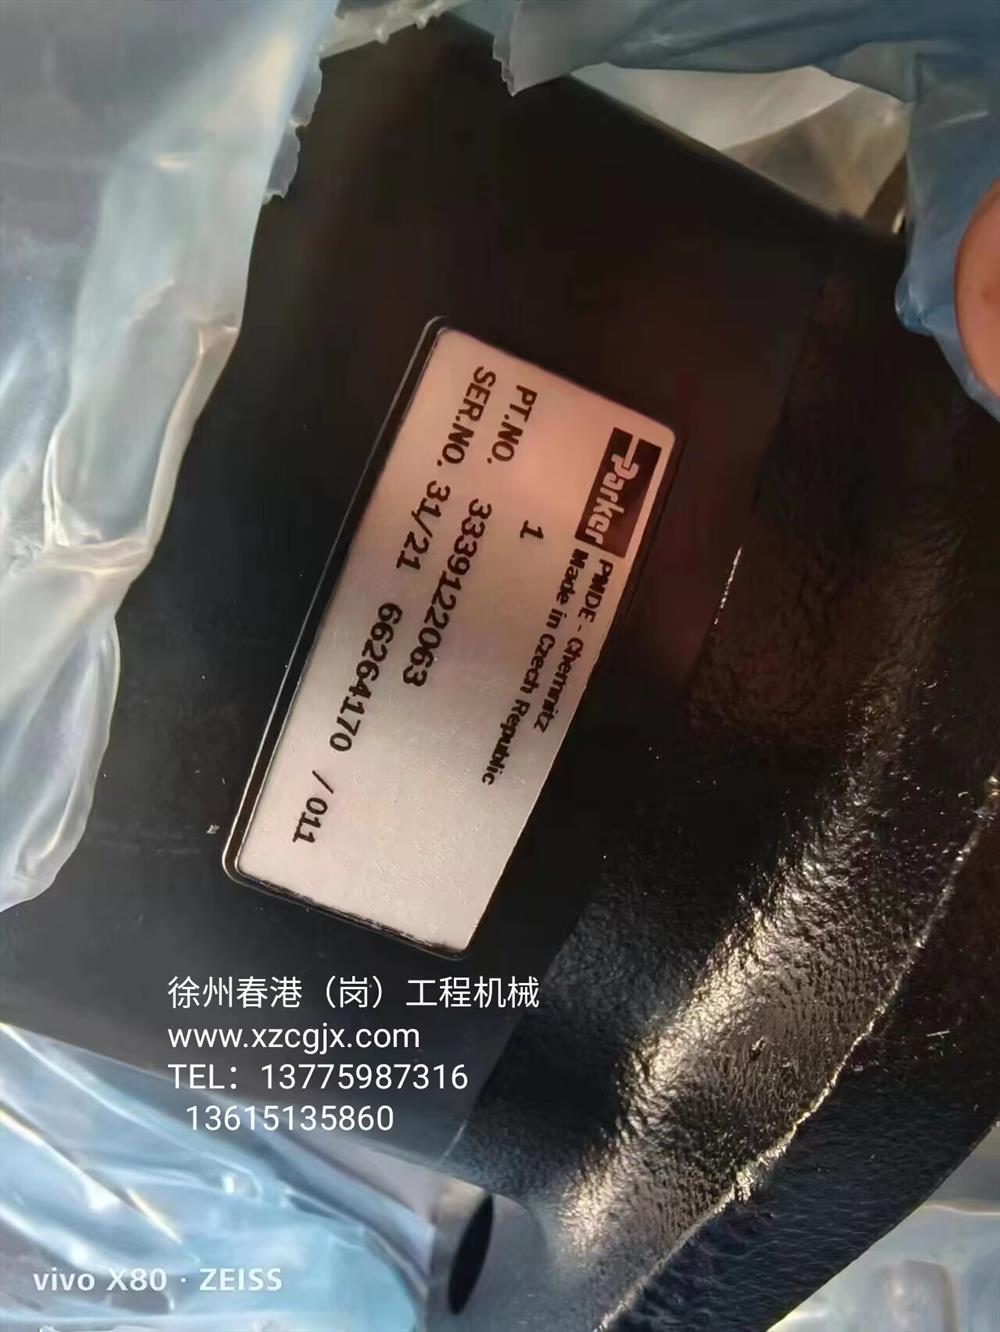 Parker PMDE - Chemnitz
Made in Czech Republic
PT.NO. 1
3339122063
SER.NO. 31/21 66264170 / 011
徐州春港（岗）工程机械
www.xzcgjx.com
TEL：13775987316
13615135860
vivo X80 · ZEISS